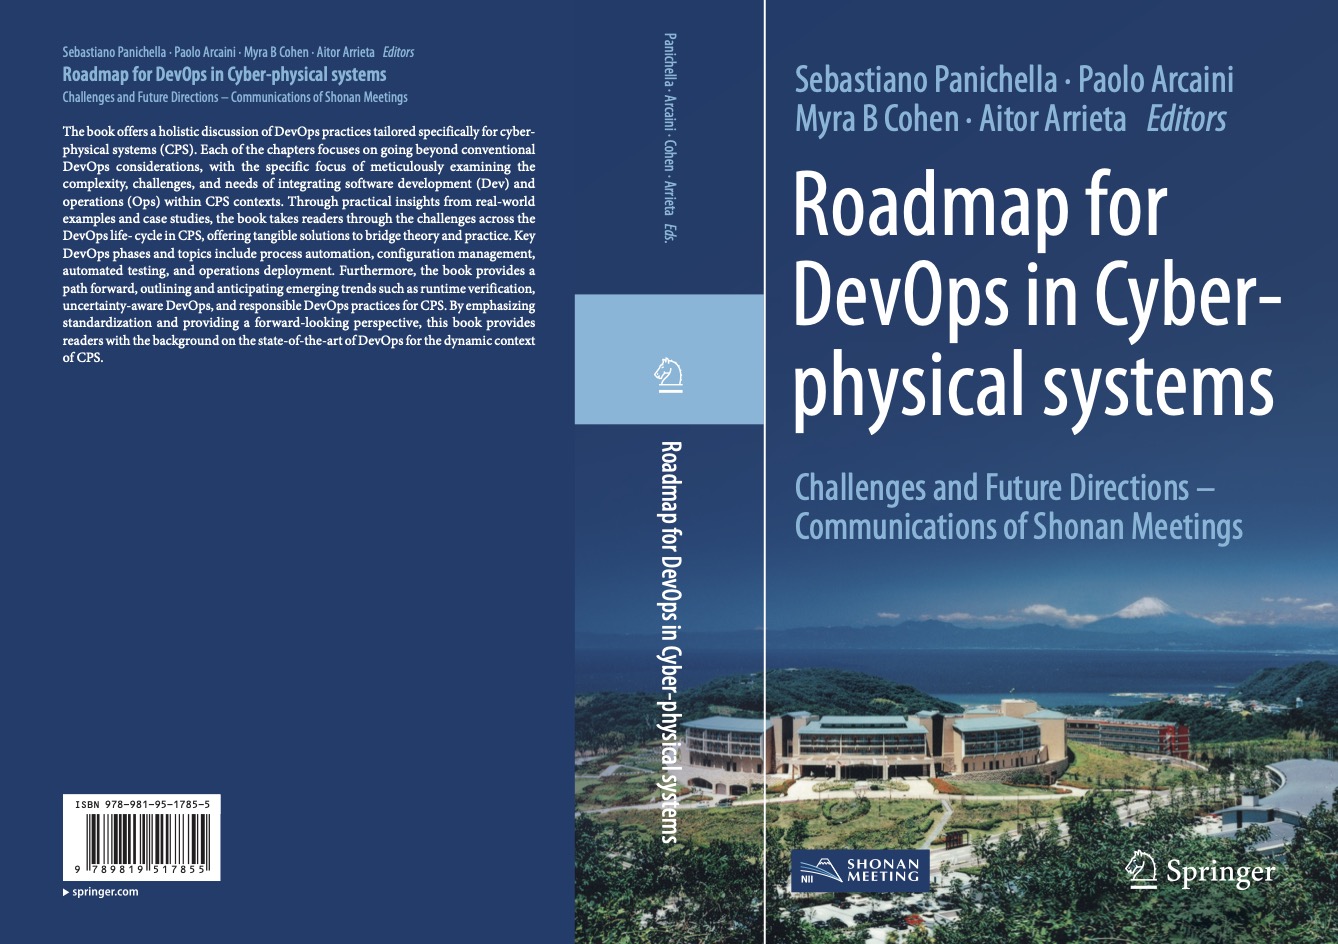 Sebastiano Panichella · Paolo Arcaini · Myra B Cohen · Aitor Arrieta Editors
Roadmap for DevOps in Cyber-physical systems
Challenges and Future Directions – Communications of Shonan Meetings
The book offers a holistic discussion of DevOps practices tailored specifically for cyber-
physical systems (CPS). Each of the chapters focuses on going beyond conventional
DevOps considerations, with the specific focus of meticulously examining the
complexity, challenges, and needs of integrating software development (Dev) and
operations (Ops) within CPS contexts. Through practical insights from real-world
examples and case studies, the book takes readers through the challenges across the
DevOps life- cycle in CPS, offering tangible solutions to bridge theory and practice. Key
DevOps phases and topics include process automation, configuration management,
automated testing, and operations deployment. Furthermore, the book provides a
path forward, outlining and anticipating emerging trends such as runtime verification,
uncertainty-aware DevOps, and responsible DevOps practices for CPS. By emphasizing
standardization and providing a forward-looking perspective, this book provides
readers with the background on the state-of-the-art of DevOps for the dynamic context
of CPS.
ISBN 978-981-95-1785-5
9 789819 517855
springer.com
Panichella · Arcaini · Cohen · Arrieta Eds.
Roadmap for DevOps in Cyber-physical systems
Sebastiano Panichella · Paolo Arcaini
Myra B Cohen · Aitor Arrieta Editors
Roadmap for
DevOps in Cyber-
physical systems
Challenges and Future Directions –
Communications of Shonan Meetings
NII
SHONAN
MEETING
Springer